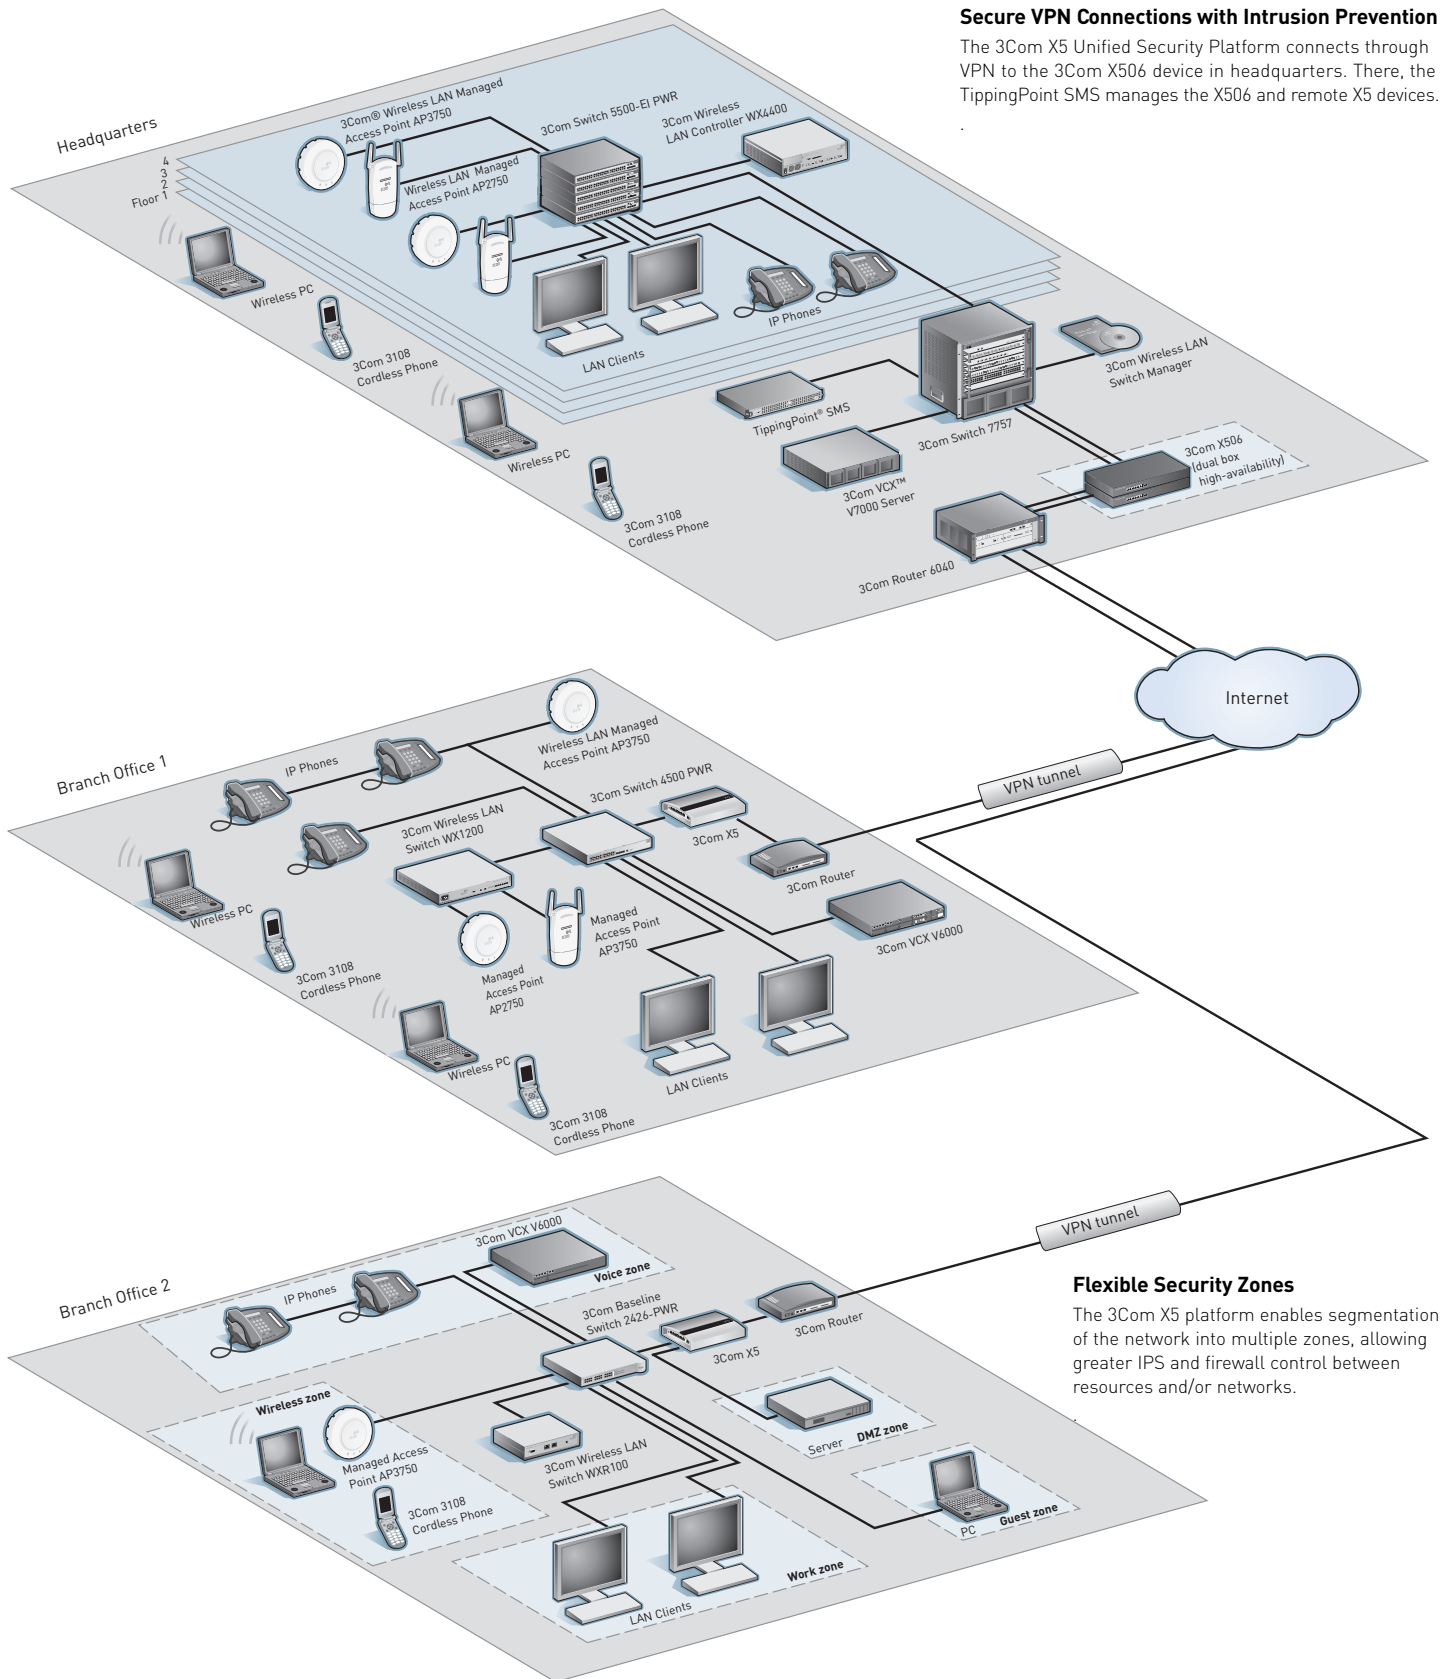 Secure VPN Connections with Intrusion Prevention
The 3Com X5 Unified Security Platform connects through
VPN to the 3Com X506 device in headquarters. There, the
TippingPoint SMS manages the X506 and remote X5 devices.
.
Headquarters
4
3
2
Floor 1
3Com® Wireless LAN Managed
Access Point AP3750
3Com Switch 5500-EI PWR
3Com Wireless
LAN Controller WX4400
Wireless LAN Managed
Access Point AP2750
Wireless PC
3Com 3108
Cordless Phone
LAN Clients
IP Phones
3Com Wireless LAN
Switch Manager
TippingPoint® SMS
3Com Switch 7757
Wireless PC
3Com 3108
Cordless Phone
3Com VCX™
V7000 Server
3Com X506
(dual box
high-availability)
3Com Router 6040
Internet
Branch Office 1
IP Phones
Wireless LAN Managed
Access Point AP3750
VPN tunnel
3Com Switch 4500 PWR
3Com Wireless LAN
Switch WX1200
3Com X5
3Com Router
Wireless PC
3Com 3108
Cordless Phone
Managed
Access Point
AP3750
3Com VCX V6000
Managed
Access Point
AP2750
Wireless PC
LAN Clients
3Com 3108
Cordless Phone
VPN tunnel
Branch Office 2
3Com VCX V6000
Voice zone
IP Phones
3Com Baseline
Switch 2426-PWR
3Com Router
3Com X5
Flexible Security Zones
The 3Com X5 platform enables segmentation
of the network into multiple zones, allowing
greater IPS and firewall control between
resources and/or networks.
.
Wireless zone
Managed Access
Point AP3750
3Com Wireless LAN
Switch WXR100
Server
DMZ zone
3Com 3108
Cordless Phone
PC
Guest zone
Work zone
LAN Clients